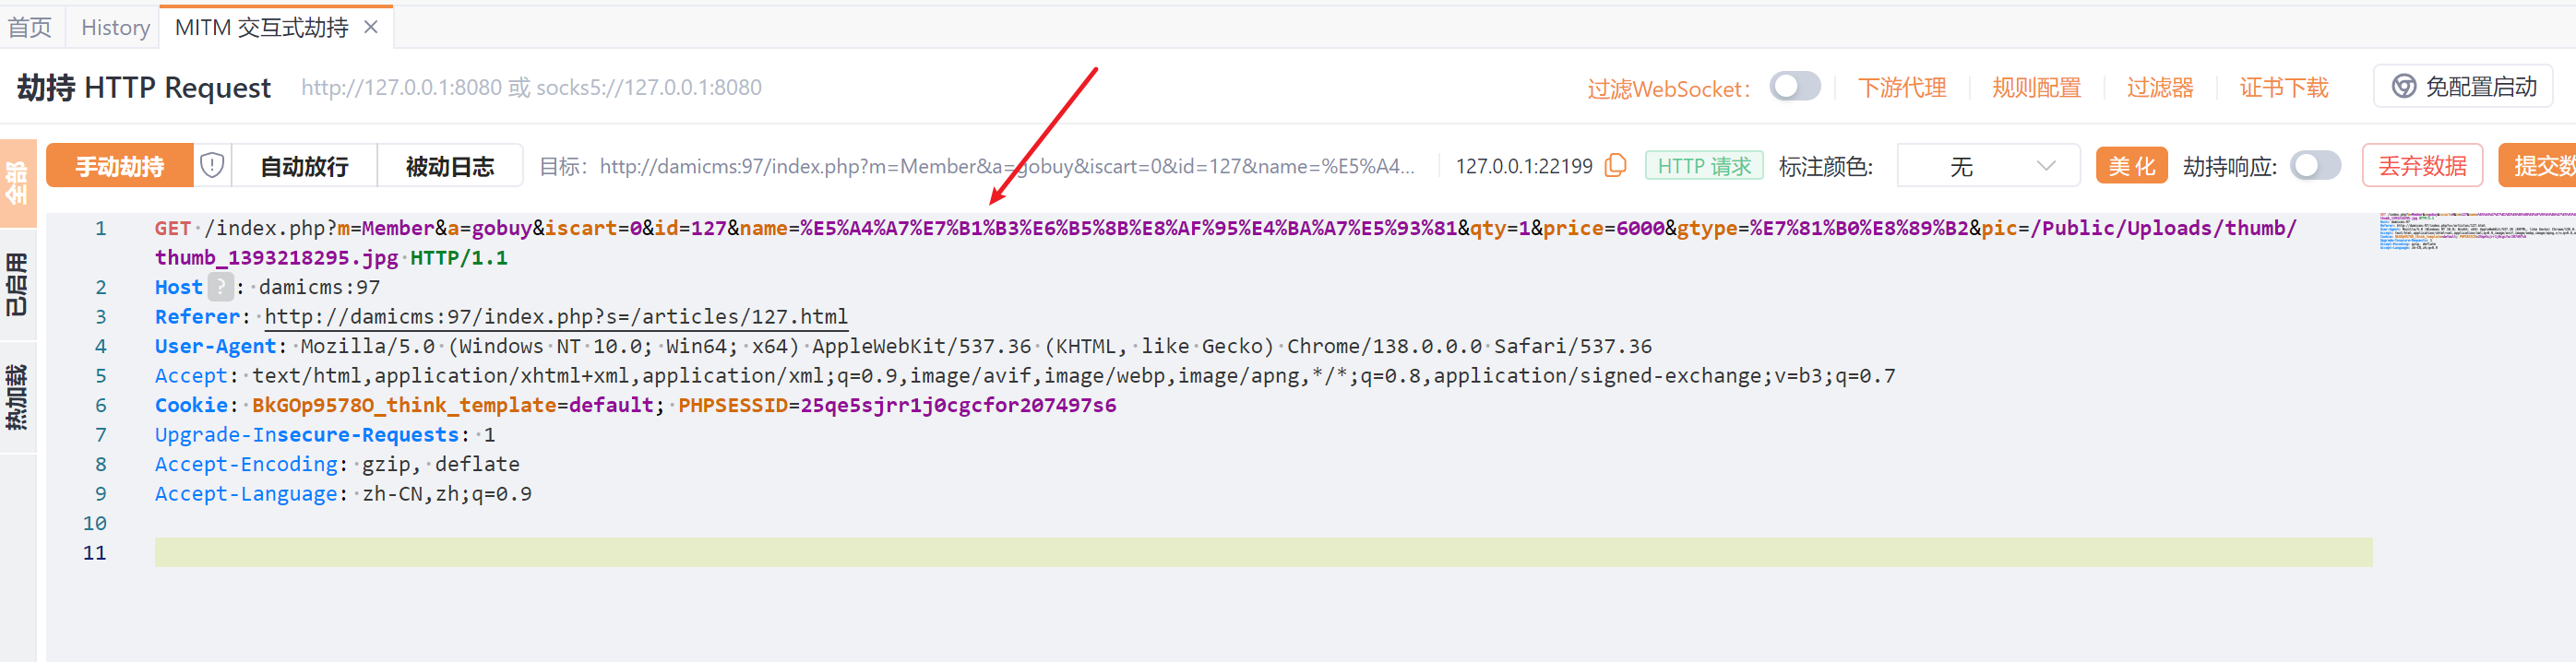 首页 History MITM 交互式劫持 ×
劫持 HTTP Request http://127.0.0.1:8080 或 socks5://127.0.0.1:8080 过滤WebSocket: 下游代理 规则配置 过滤器 证书下载 免配置启动
手动劫持 自动放行 被动日志 目标: http://damicms:97/index.php?m=Member&a=gobuy&iscart=0&id=127&name=%E5%A4... 127.0.0.1:22199 HTTP 请求 标注颜色: 无 美化 劫持响应: 丢弃数据 提交数
全部
已启用
热加载
1 GET /index.php?m=Member&a=gobuy&iscart=0&id=127&name=%E5%A4%A7%E7%B1%B3%E6%B5%8B%E8%AF%95%E4%BA%A7%E5%93%81&qty=1&price=6000&gtype=%E7%81%B0%E8%89%B2&pic=/Public/Uploads/thumb/
thumb_1393218295.jpg HTTP/1.1
2 Host ? : damicms:97
3 Referer: http://damicms:97/index.php?s=/articles/127.html
4 User-Agent: Mozilla/5.0 (Windows NT 10.0; Win64; x64) AppleWebKit/537.36 (KHTML, like Gecko) Chrome/138.0.0.0 Safari/537.36
5 Accept: text/html,application/xhtml+xml,application/xml;q=0.9,image/avif,image/webp,image/apng,*/*;q=0.8,application/signed-exchange;v=b3;q=0.7
6 Cookie: BkGOp9578O_think_template=default; PHPSESSID=25qe5sjrr1j0cgcfor207497s6
7 Upgrade-Insecure-Requests: 1
8 Accept-Encoding: gzip, deflate
9 Accept-Language: zh-CN,zh;q=0.9
10
11